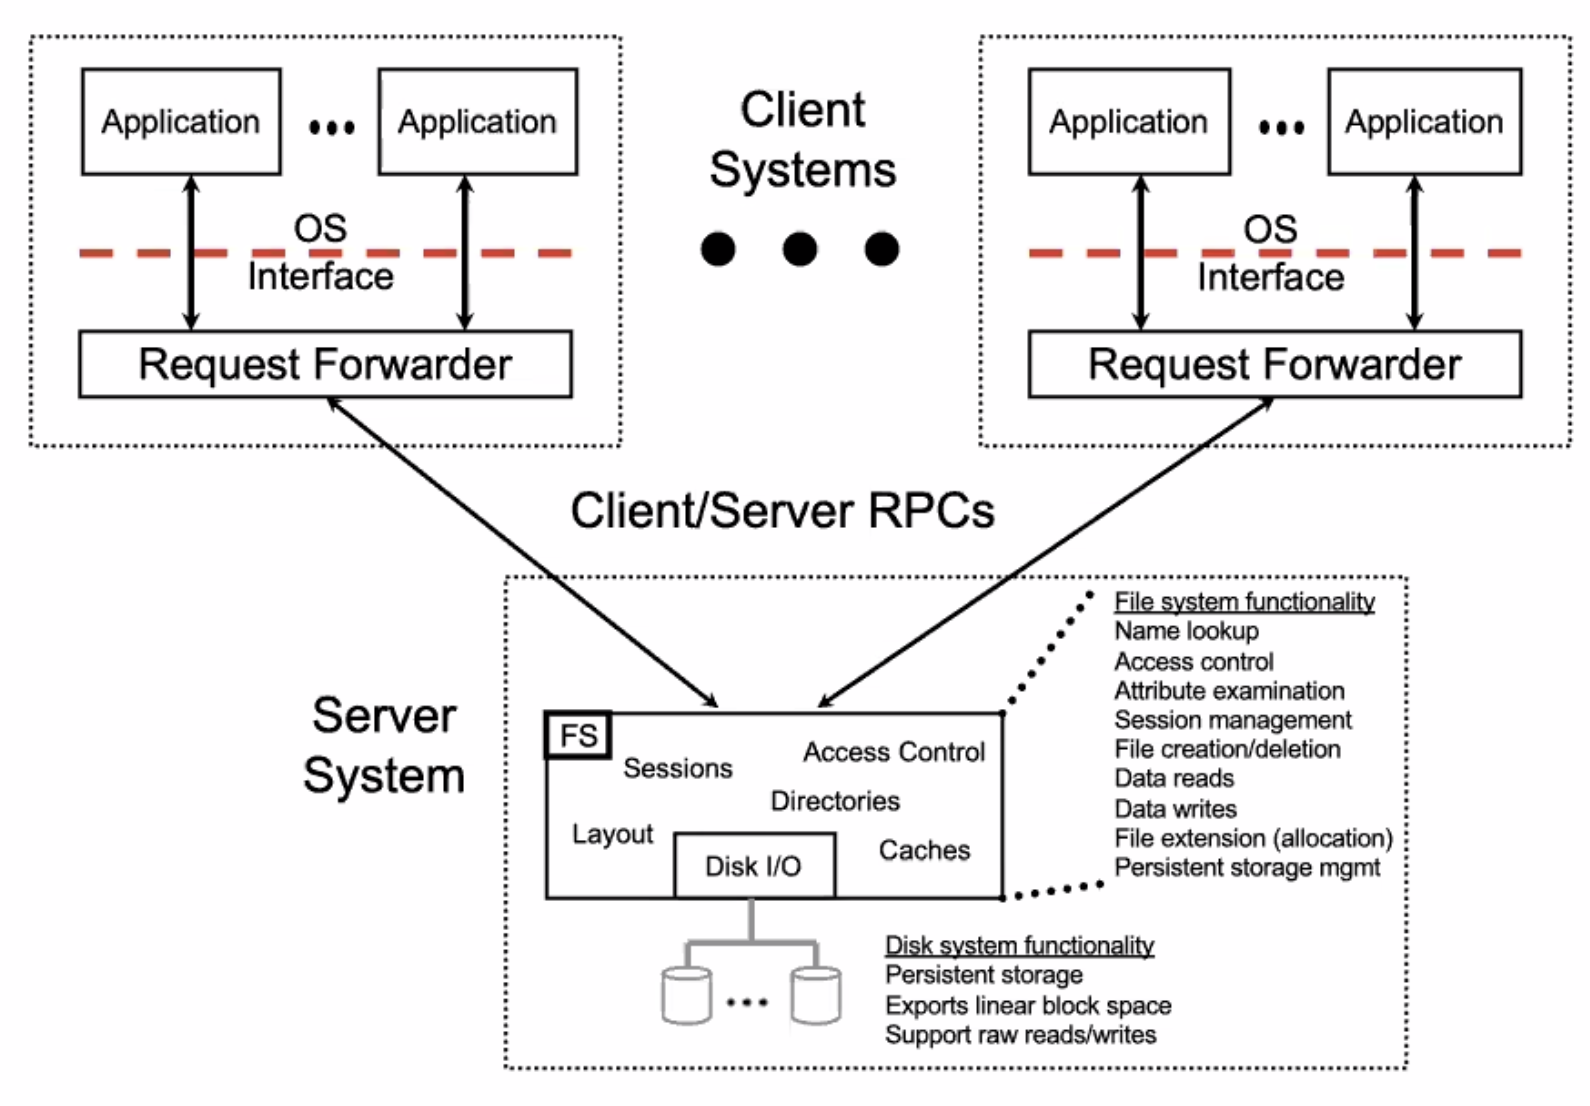 Application
Application
OS
Interface
Request Forwarder
Client
Systems
Application
Application
OS
Interface
Request Forwarder
Client/Server RPCs
Server
System
FS
Sessions
Access Control
Directories
Layout
Disk I/O
Caches
File system functionality
Name lookup
Access control
Attribute examination
Session management
File creation/deletion
Data reads
Data writes
File extension (allocation)
Persistent storage mgmt
Disk system functionality
Persistent storage
Exports linear block space
Support raw reads/writes